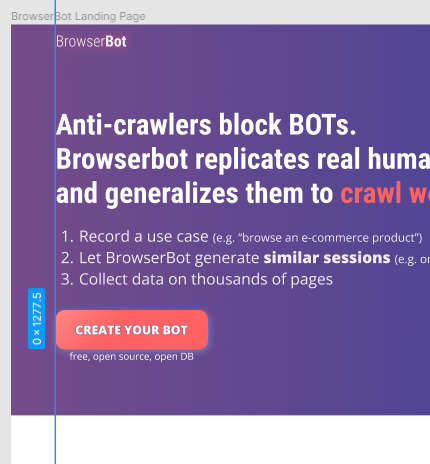 BrowserBot Landing Page
BrowserBot
Anti-crawlers block BOTs.
Browserbot replicates real huma
and generalizes them to crawl w
1. Record a use case (e.g. “browse an e-commerce product”)
2. Let BrowserBot generate similar sessions (e.g. or
3. Collect data on thousands of pages
0 × 1277.5
CREATE YOUR BOT
free, open source, open DB